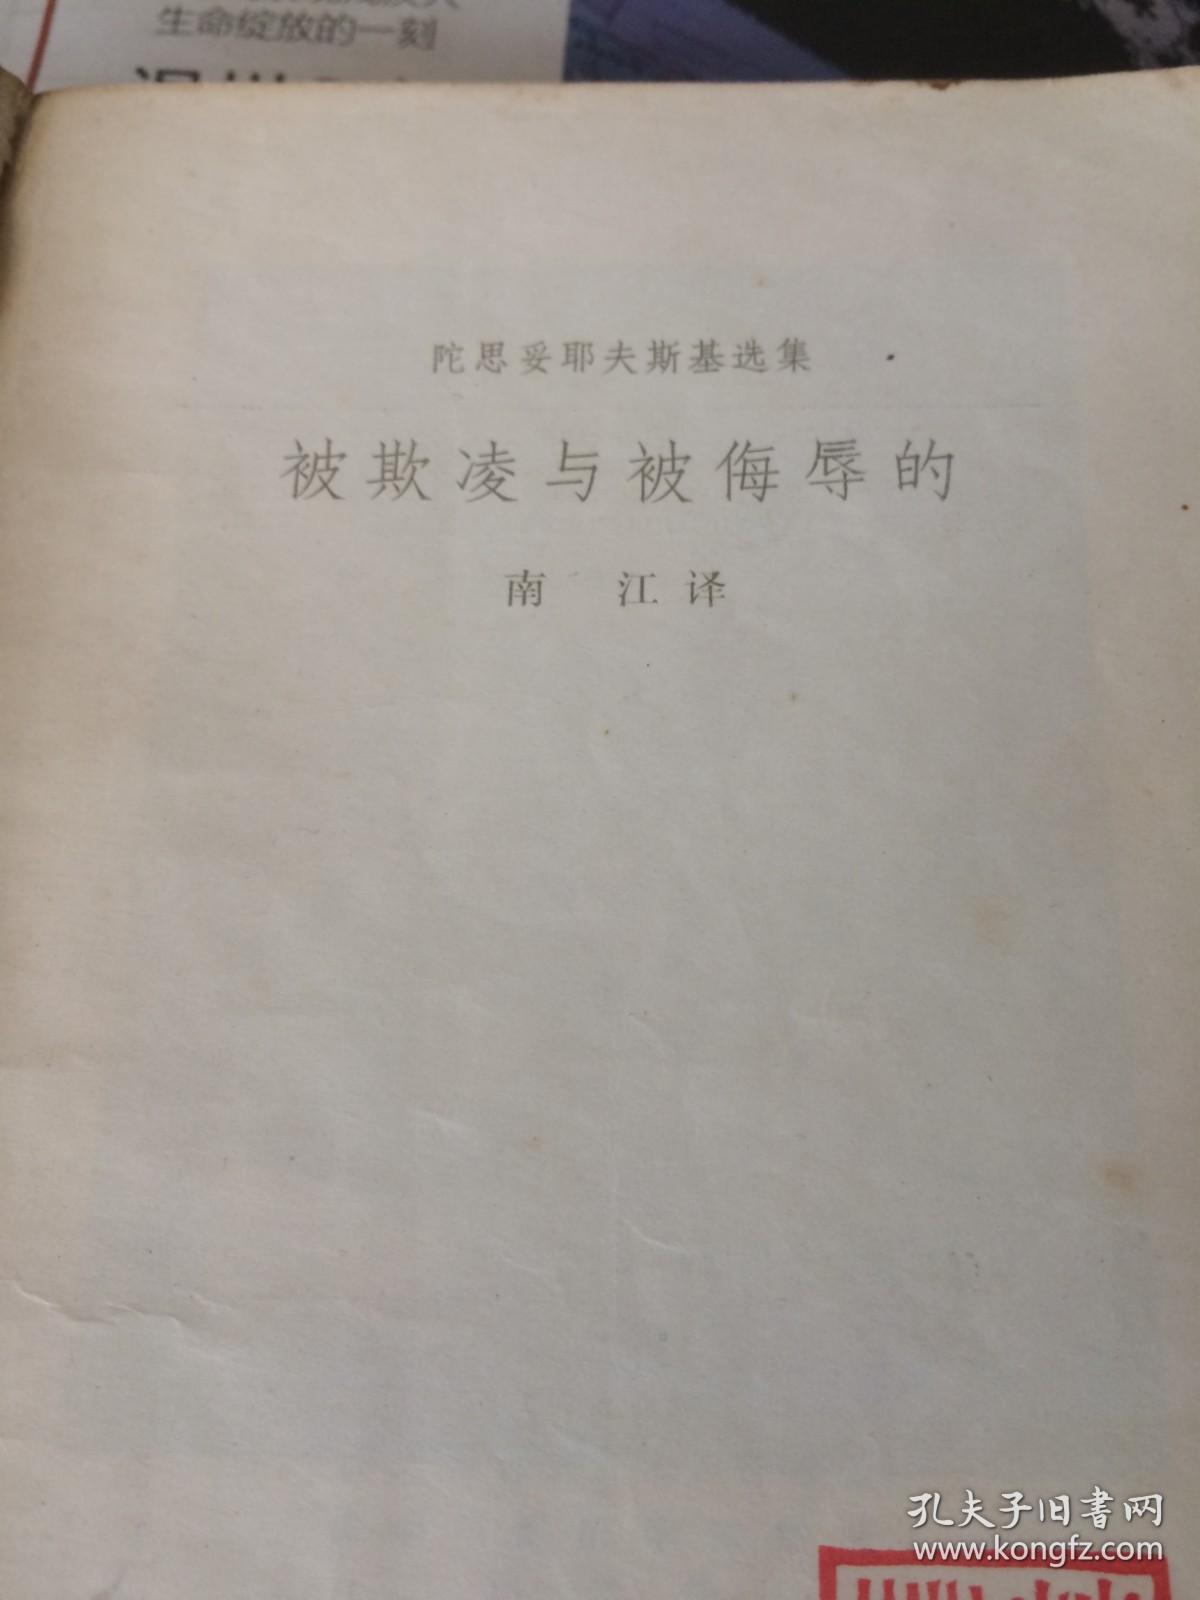 生命绽放的一刻
陀思妥耶夫斯基选集
被欺凌与被侮辱的
南 江译
孔夫子旧书网
www.kongfz.com